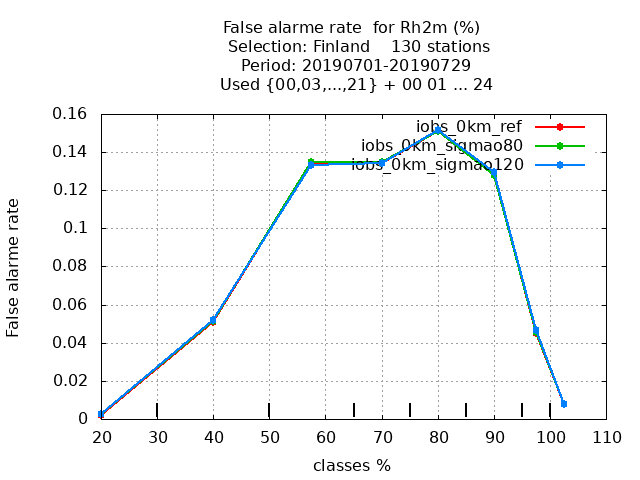 False alarme rate  for Rh2m (%)
Selection: Finland    130 stations
Period: 20190701-20190729
Used {00,03,...,21} + 00 01 ... 24
iobs_0km_ref
iobs_0km_sigmao80
iobs_0km_sigmao120
0.16
0.14
0.12
0.1
0.08
0.06
0.04
0.02
0
False alarme rate
20 30 40 50 60 70 80 90 100 110
classes %